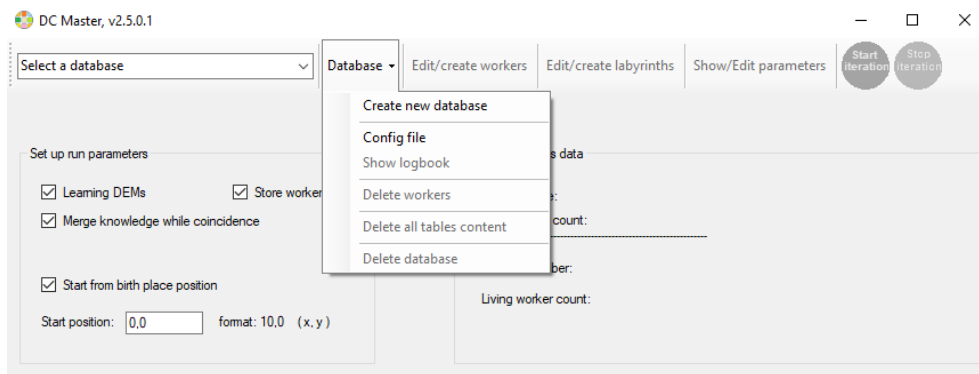 DC Master, v2.5.0.1
Select a database
Database
Edit/create workers
Edit/create labyrinths
Show/Edit parameters
Start iteration
Stop iteration
Create new database
Config file
Show logbook
Delete workers
Delete all tables content
Delete database
Set up run parameters
Learning DEMs
Store worker
Merge knowledge while coincidence
Start from birth place position
Start position:
0,0
format: 10,0 ( x, y )
s data
e:
count:
ber:
Living worker count: